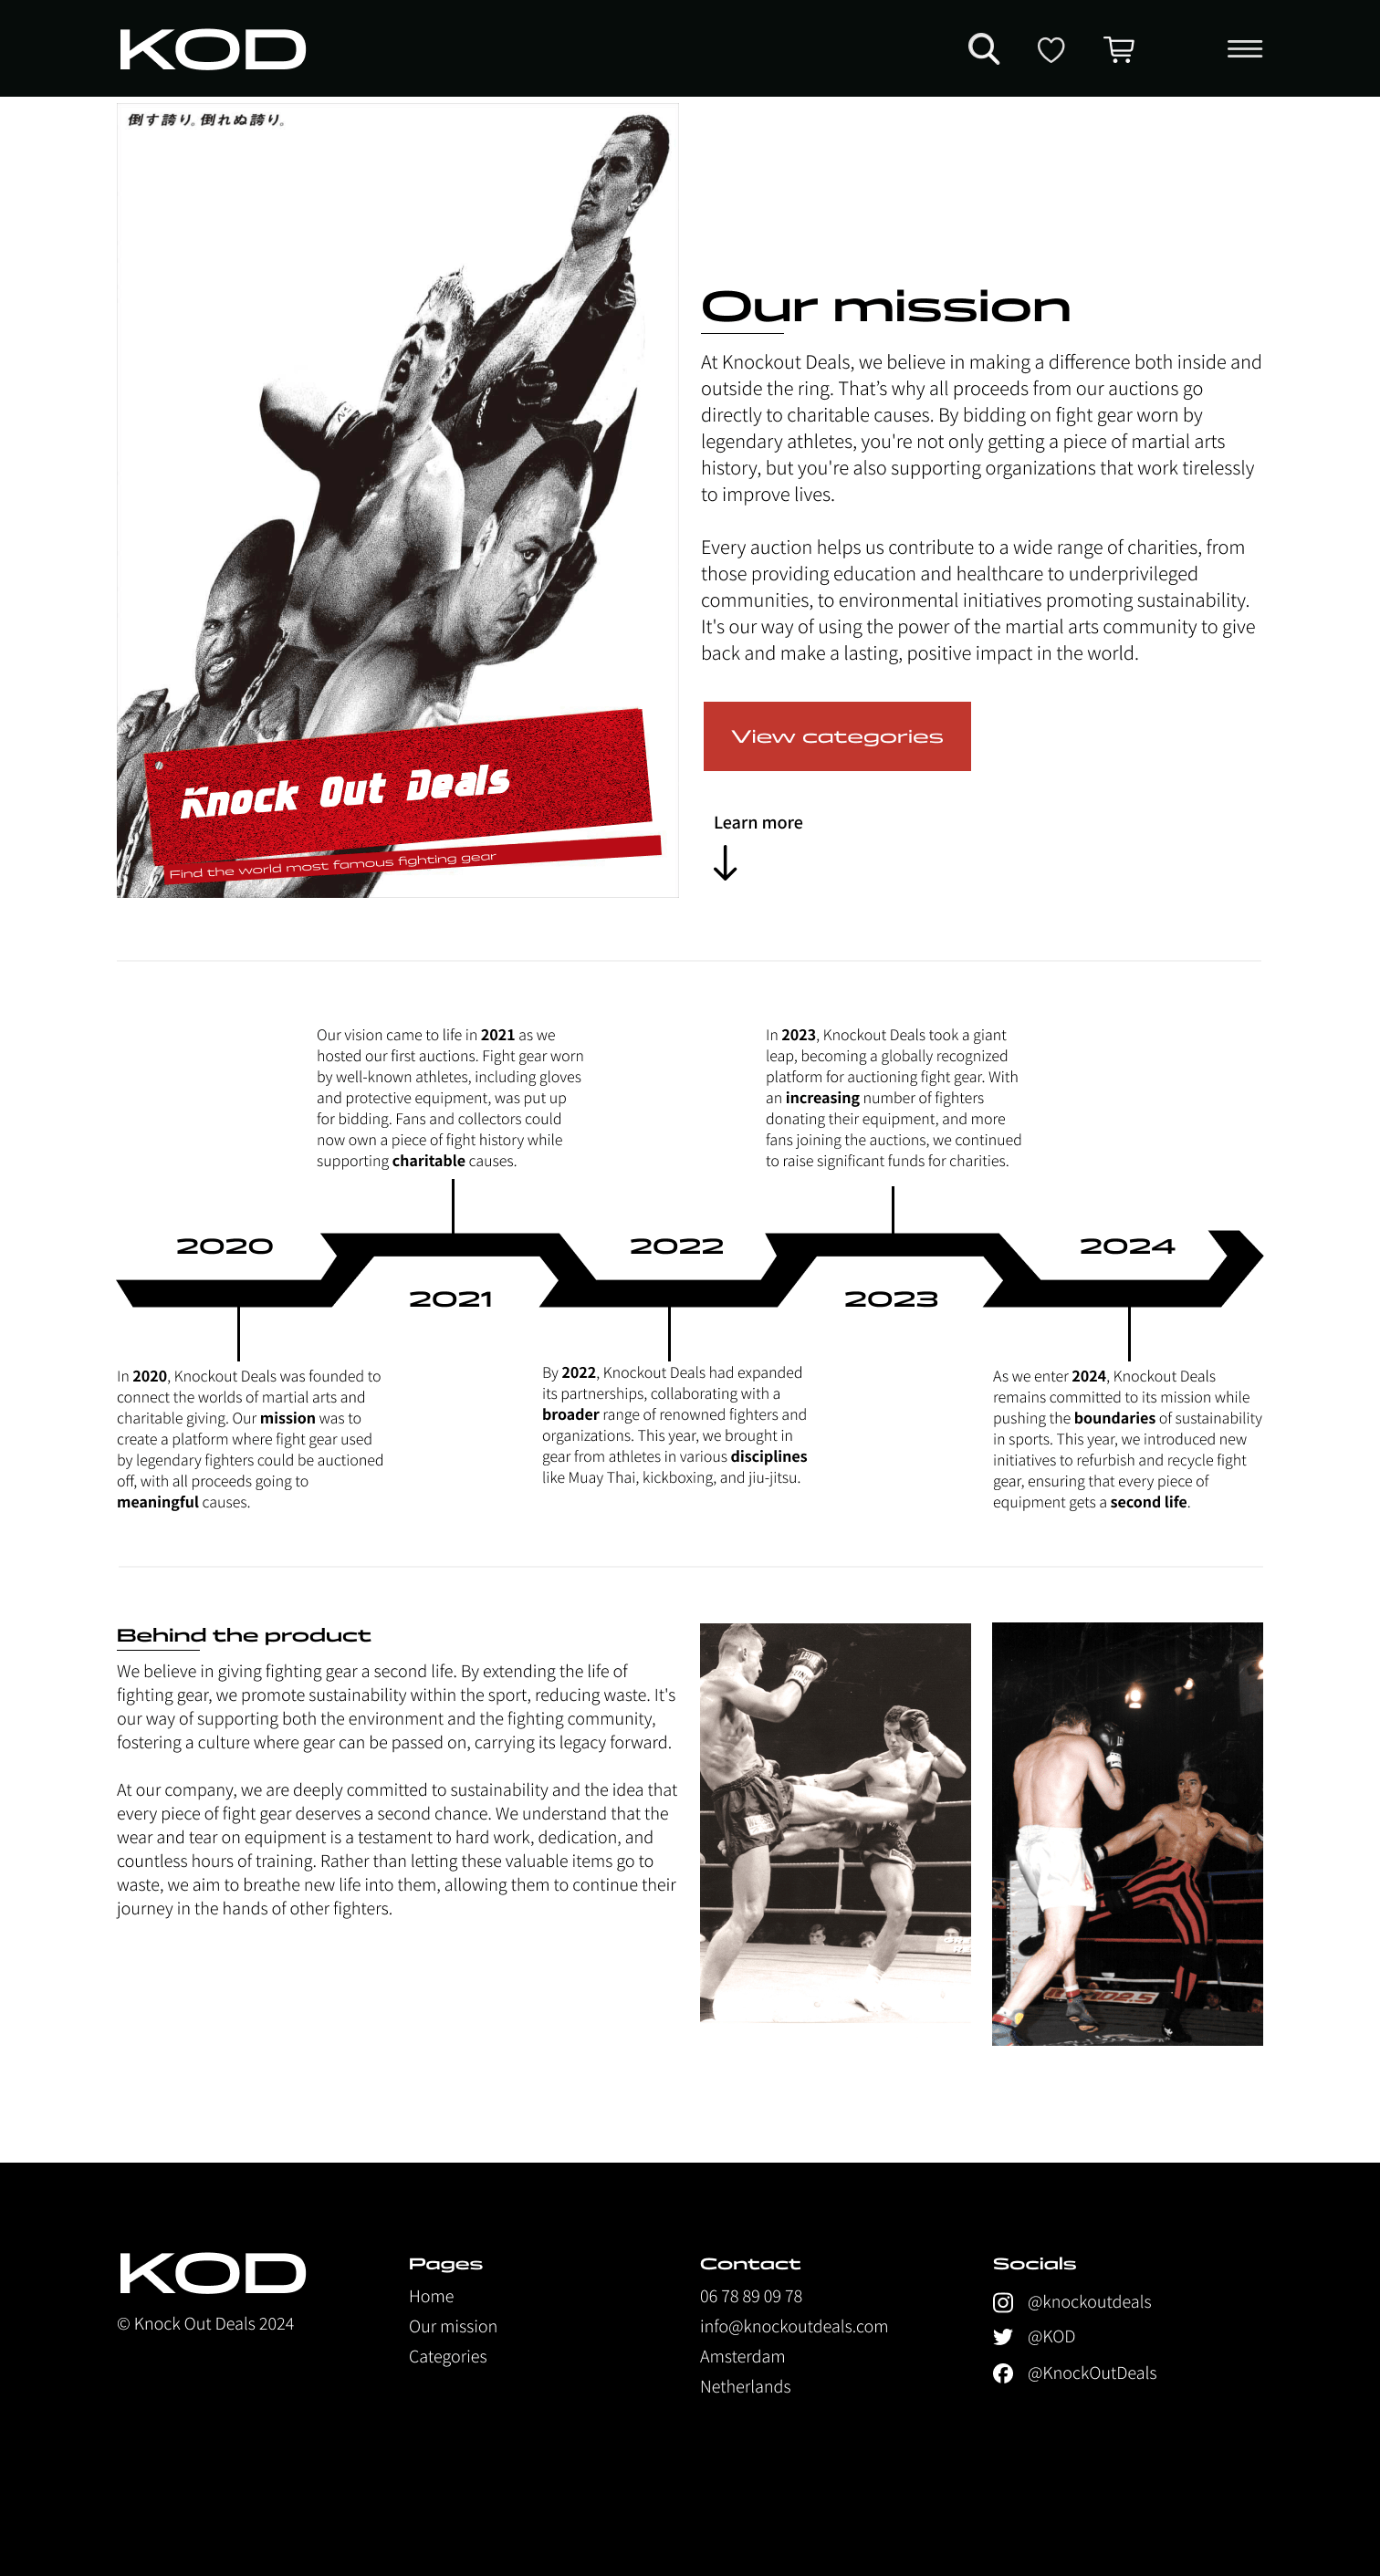 KOD
倒す誇り。倒れぬ誇り。
Knock Out Deals
Find the world most famous fighting gear
Our mission
At Knockout Deals, we believe in making a difference both inside and
outside the ring. That’s why all proceeds from our auctions go
directly to charitable causes. By bidding on fight gear worn by
legendary athletes, you're not only getting a piece of martial arts
history, but you're also supporting organizations that work tirelessly
to improve lives.
Every auction helps us contribute to a wide range of charities, from
those providing education and healthcare to underprivileged
communities, to environmental initiatives promoting sustainability.
It's our way of using the power of the martial arts community to give
back and make a lasting, positive impact in the world.
View categories
Learn more
Our vision came to life in 2021 as we
hosted our first auctions. Fight gear worn
by well-known athletes, including gloves
and protective equipment, was put up
for bidding. Fans and collectors could
now own a piece of fight history while
supporting charitable causes.
In 2023, Knockout Deals took a giant
leap, becoming a globally recognized
platform for auctioning fight gear. With
an increasing number of fighters
donating their equipment, and more
fans joining the auctions, we continued
to raise significant funds for charities.
2020
2022
2024
2021
2023
In 2020, Knockout Deals was founded to
connect the worlds of martial arts and
charitable giving. Our mission was to
create a platform where fight gear used
by legendary fighters could be auctioned
off, with all proceeds going to
meaningful causes.
By 2022, Knockout Deals had expanded
its partnerships, collaborating with a
broader range of renowned fighters and
organizations. This year, we brought in
gear from athletes in various disciplines
like Muay Thai, kickboxing, and jiu-jitsu.
As we enter 2024, Knockout Deals
remains committed to its mission while
pushing the boundaries of sustainability
in sports. This year, we introduced new
initiatives to refurbish and recycle fight
gear, ensuring that every piece of
equipment gets a second life.
Behind the product
We believe in giving fighting gear a second life. By extending the life of
fighting gear, we promote sustainability within the sport, reducing waste. It's
our way of supporting both the environment and the fighting community,
fostering a culture where gear can be passed on, carrying its legacy forward.
At our company, we are deeply committed to sustainability and the idea that
every piece of fight gear deserves a second chance. We understand that the
wear and tear on equipment is a testament to hard work, dedication, and
countless hours of training. Rather than letting these valuable items go to
waste, we aim to breathe new life into them, allowing them to continue their
journey in the hands of other fighters.
KOD
© Knock Out Deals 2024
Pages
Home
Our mission
Categories
Contact
06 78 89 09 78
info@knockoutdeals.com
Amsterdam
Netherlands
Socials
@knockoutdeals
@KOD
@KnockOutDeals